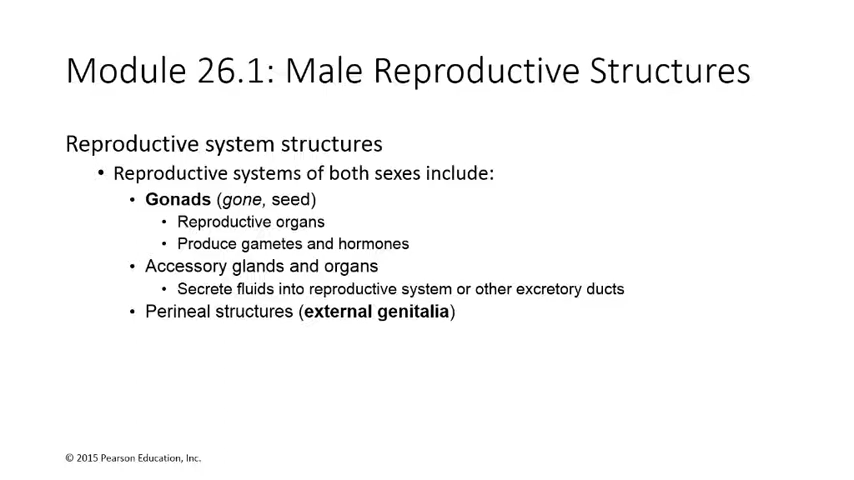 Module 26.1: Male Reproductive Structures
Reproductive system structures
• Reproductive systems of both sexes include:
• Gonads (gone, seed)
• Reproductive organs
• Produce gametes and hormones
• Accessory glands and organs
• Secrete fluids into reproductive system or other excretory ducts
• Perineal structures (external genitalia)
© 2015 Pearson Education, Inc.